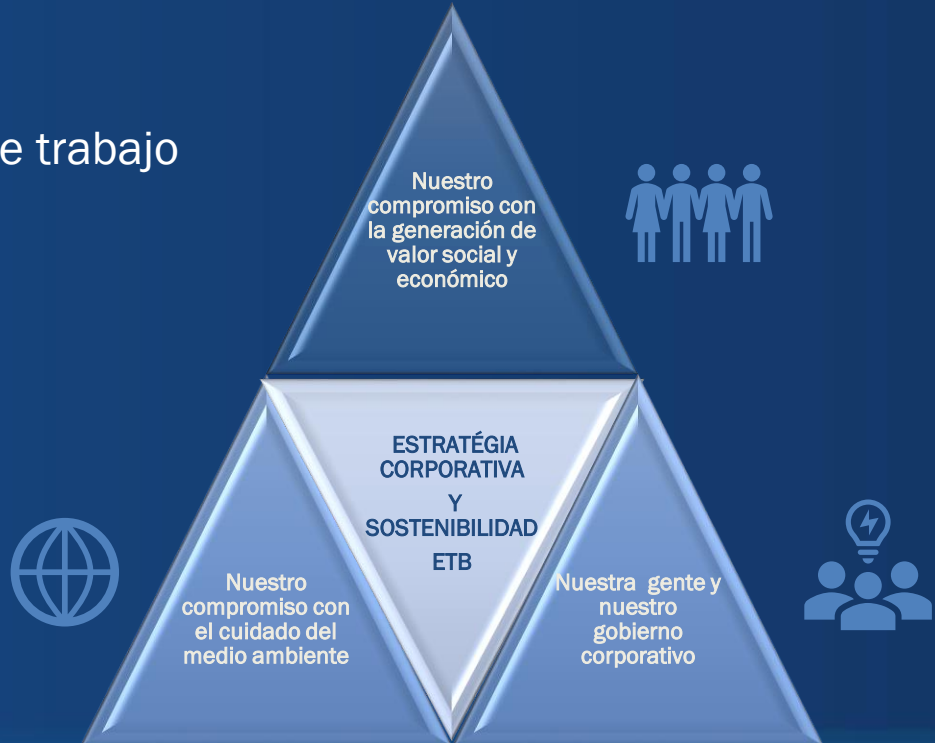 e trabajo
Nuestro
compromiso con
la generación de
valor social y
económico
ESTRATÉGIA
CORPORATIVA
Y
SOSTENIBILIDAD
ETB
Nuestro
compromiso con
el cuidado del
medio ambiente
Nuestra gente y
nuestro
gobierno
corporativo